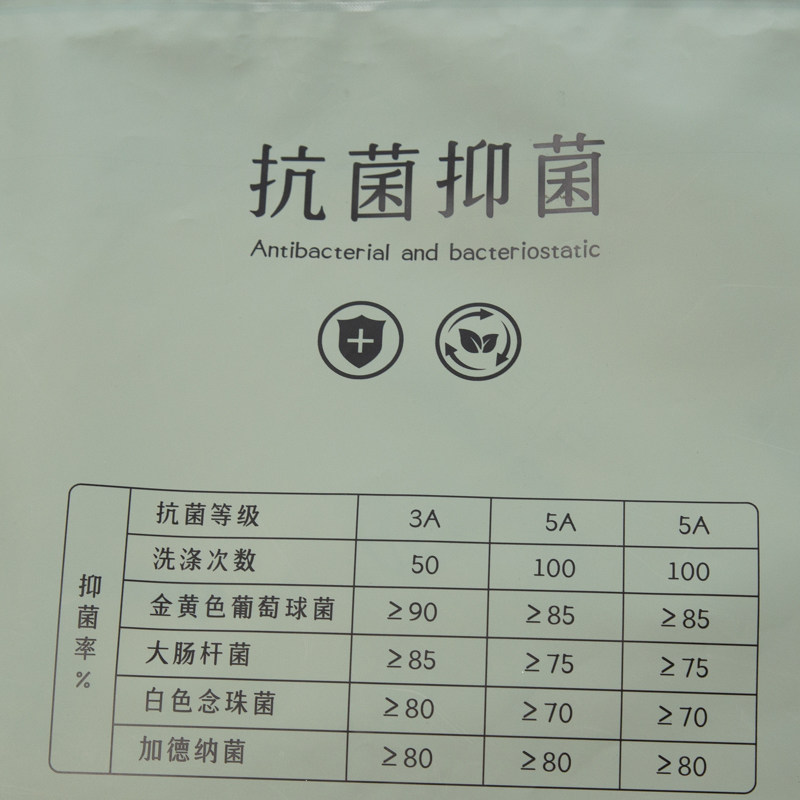 抗菌抑菌
Antibacterial and bacteriostatic
抑菌率%
抗菌等级 3A 5A 5A
洗涤次数 50 100 100
金黄色葡萄球菌 ≥90 ≥85 ≥85
大肠杆菌 ≥85 ≥75 ≥75
白色念珠菌 ≥80 ≥70 ≥70
加德纳菌 ≥80 ≥80 ≥80